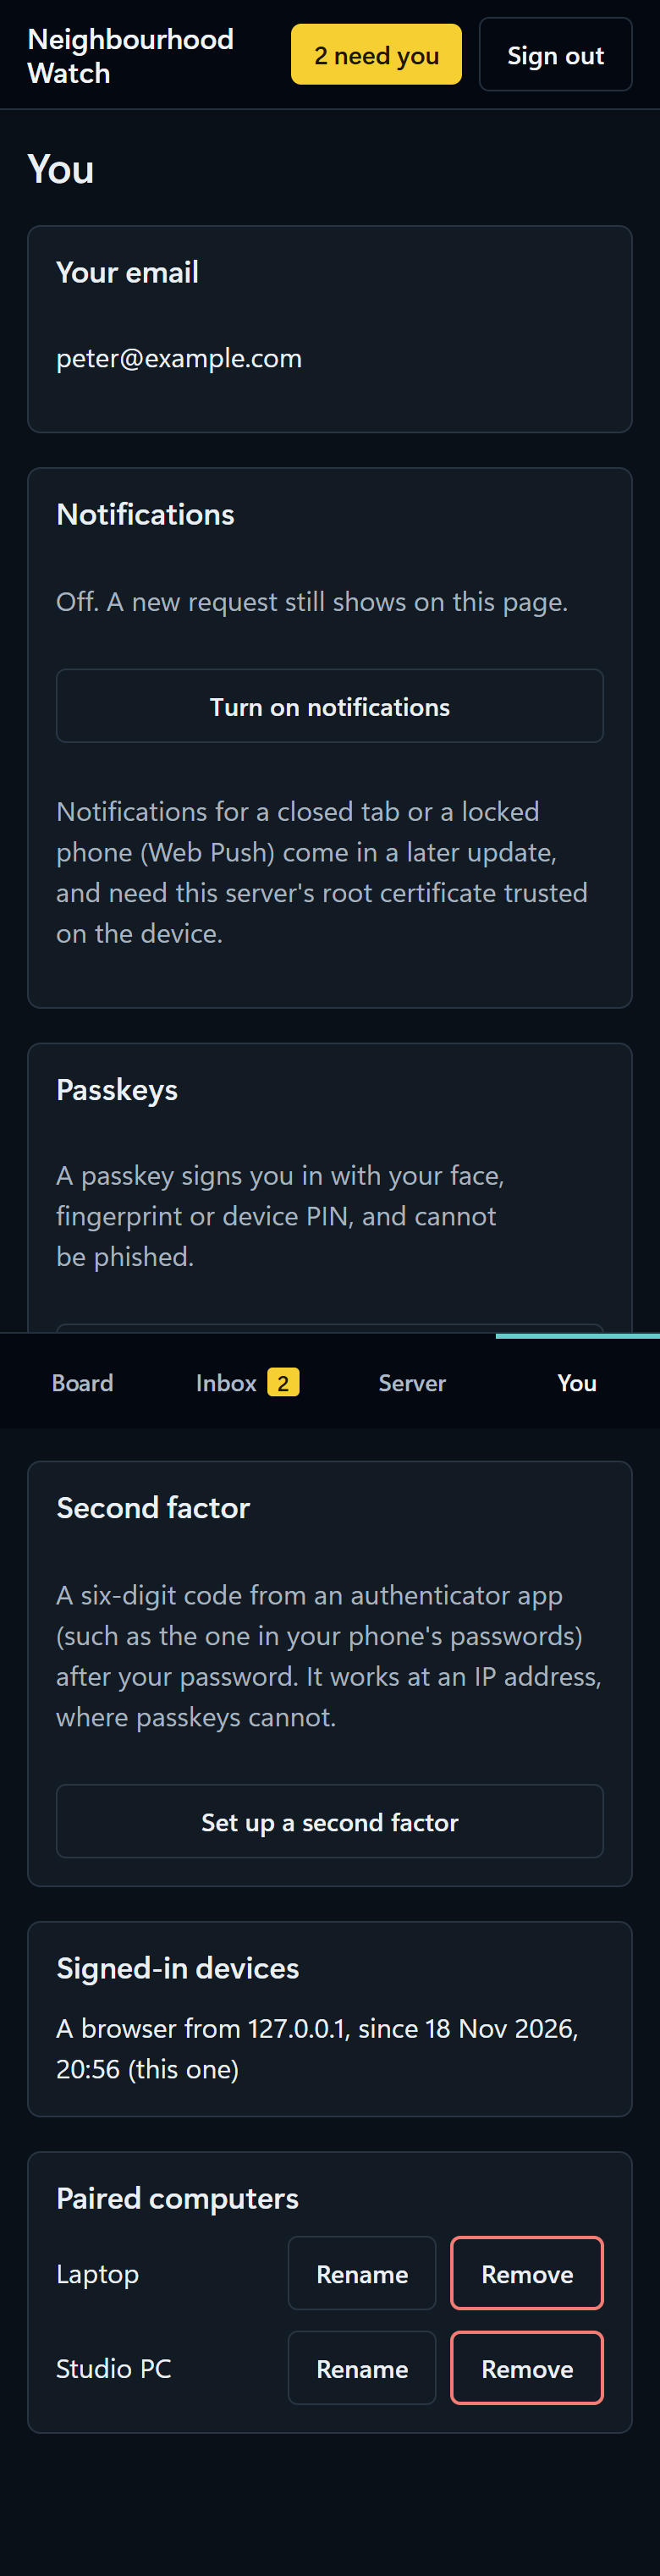 Neighbourhood
Watch
2 need you
Sign out
You
Your email
peter@example.com
Notifications
Off. A new request still shows on this page.
Turn on notifications
Notifications for a closed tab or a locked
phone (Web Push) come in a later update,
and need this server's root certificate trusted
on the device.
Passkeys
A passkey signs you in with your face,
fingerprint or device PIN, and cannot
be phished.
Board
Inbox 2
Server
You
Second factor
A six-digit code from an authenticator app
(such as the one in your phone's passwords)
after your password. It works at an IP address,
where passkeys cannot.
Set up a second factor
Signed-in devices
A browser from 127.0.0.1, since 18 Nov 2026,
20:56 (this one)
Paired computers
Laptop
Rename
Remove
Studio PC
Rename
Remove